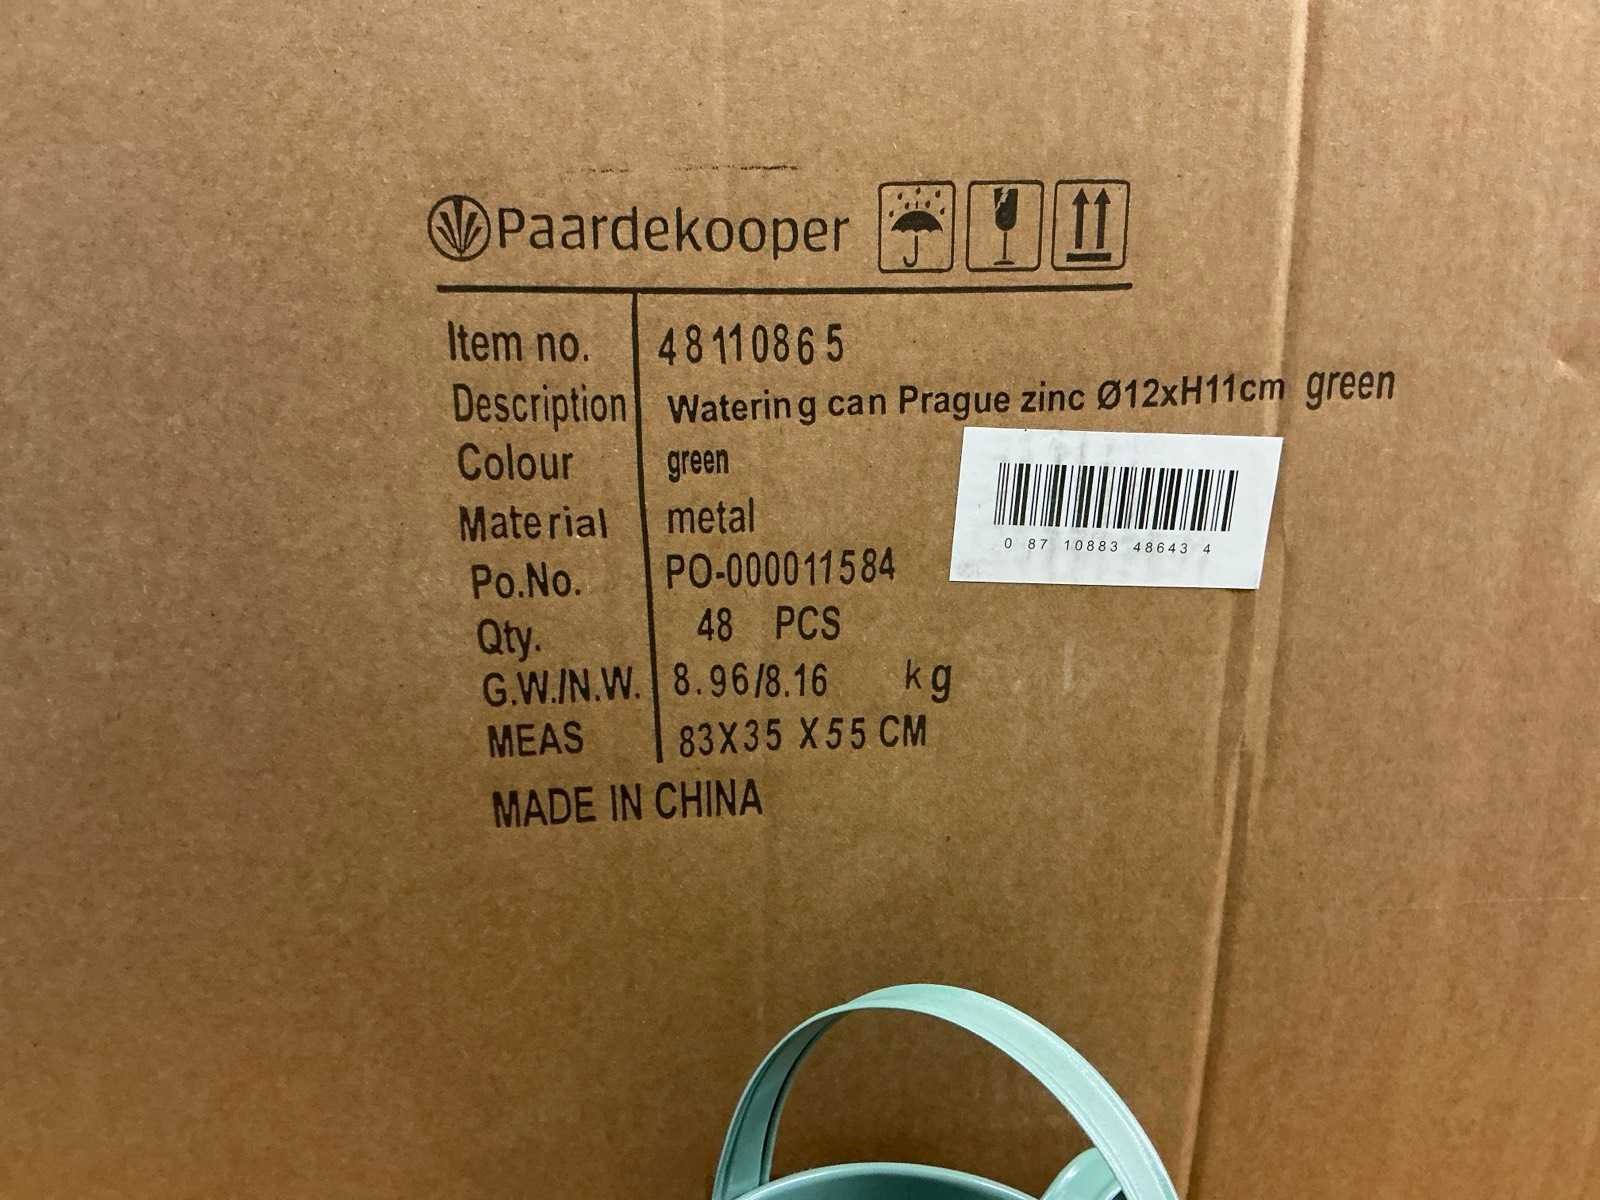 Paardekooper
Item no. 48110865
Description Watering can Prague zinc Ø12xH11cm green
Colour green
Material metal
Po.No. PO-000011584
Qty. 48 PCS
G.W./N.W. 8.96/8.16 kg
MEAS 83X35 X55 CM
MADE IN CHINA
0 87 10883 48643 4